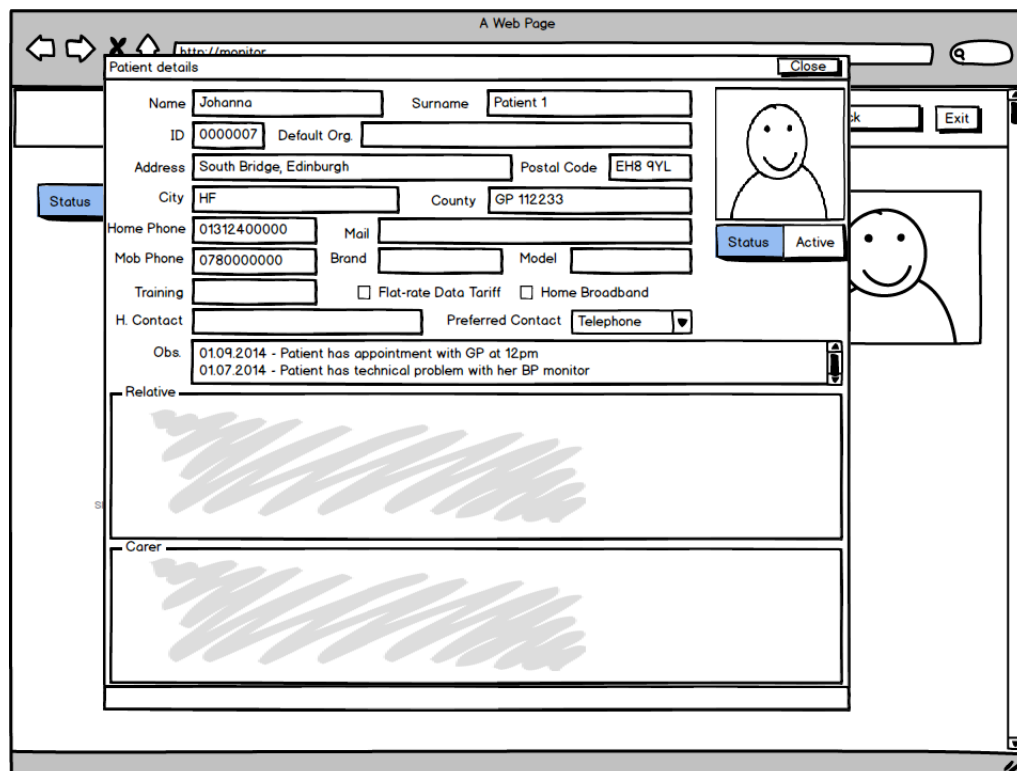 A Web Page
http://monitor
Patient details Close
Name Johanna Surname Patient 1
ck Exit
ID 0000007 Default Org.
Address South Bridge, Edinburgh Postal Code EH8 9YL
Status
City HF County GP 112233
Home Phone 01312400000 Mail
Status Active
Mob Phone 0780000000 Brand Model
Training Flat-rate Data Tariff Home Broadband
H. Contact Preferred Contact Telephone
Obs. 01.09.2014 - Patient has appointment with GP at 12pm
01.07.2014 - Patient has technical problem with her BP monitor
Relative
Carer